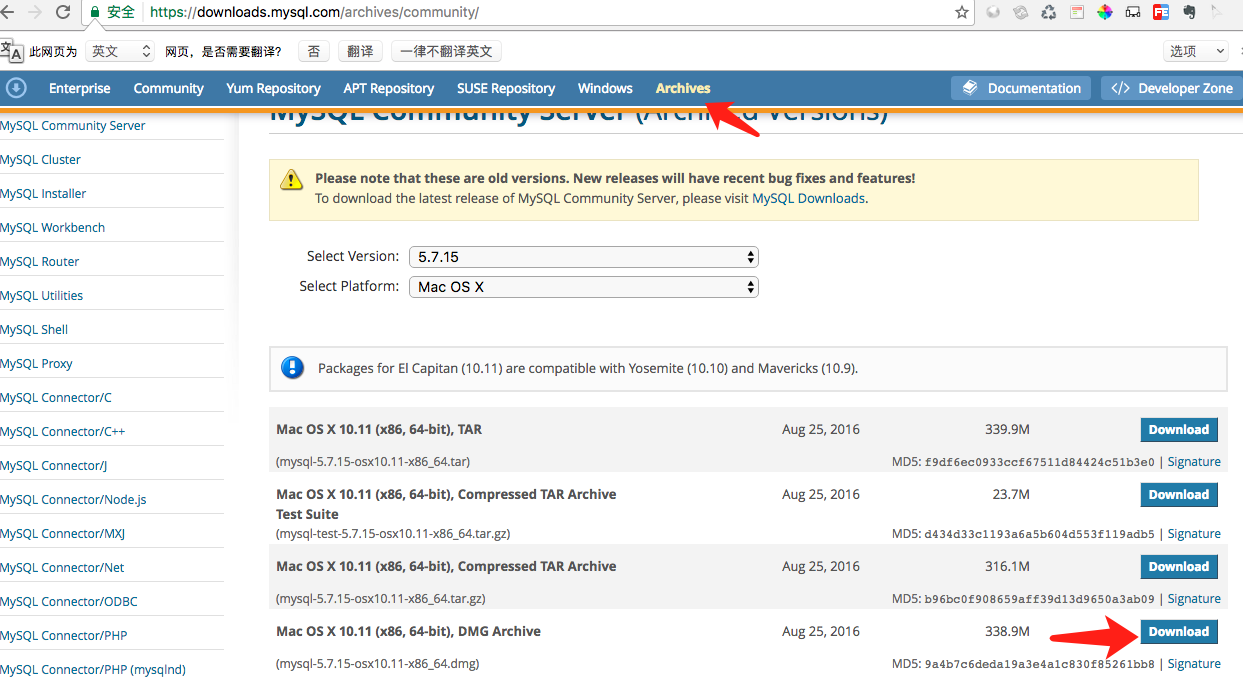 安全 https://downloads.mysql.com/archives/community/
此网页为 英文 网页，是否需要翻译? 否 翻译 一律不翻译英文 选项
Enterprise Community Yum Repository APT Repository SUSE Repository Windows Archives Documentation Developer Zone
MySQL Community Server (Archived Versions)
MySQL Community Server
MySQL Cluster
MySQL Installer
MySQL Workbench
MySQL Router
MySQL Utilities
MySQL Shell
MySQL Proxy
MySQL Connector/C
MySQL Connector/C++
MySQL Connector/J
MySQL Connector/Node.js
MySQL Connector/MXJ
MySQL Connector/Net
MySQL Connector/ODBC
MySQL Connector/PHP
MySQL Connector/PHP (mysqlnd)
Please note that these are old versions. New releases will have recent bug fixes and features!
To download the latest release of MySQL Community Server, please visit MySQL Downloads.
Select Version: 5.7.15
Select Platform: Mac OS X
Packages for El Capitan (10.11) are compatible with Yosemite (10.10) and Mavericks (10.9).
Mac OS X 10.11 (x86, 64-bit), TAR Aug 25, 2016 339.9M Download
(mysql-5.7.15-osx10.11-x86_64.tar) MD5: f9df6ec0933ccf67511d84424c51b3e0 | Signature
Mac OS X 10.11 (x86, 64-bit), Compressed TAR Archive Aug 25, 2016 23.7M Download
Test Suite
(mysql-test-5.7.15-osx10.11-x86_64.tar.gz) MD5: d434d33c1193a6a5b604d553f119adb5 | Signature
Mac OS X 10.11 (x86, 64-bit), Compressed TAR Archive Aug 25, 2016 316.1M Download
(mysql-5.7.15-osx10.11-x86_64.tar.gz) MD5: b96bc0f908659aff39d13d9650a3ab09 | Signature
Mac OS X 10.11 (x86, 64-bit), DMG Archive Aug 25, 2016 338.9M Download
(mysql-5.7.15-osx10.11-x86_64.dmg) MD5: 9a4b7c6deda19a3e4a1c830f85261bb8 | Signature